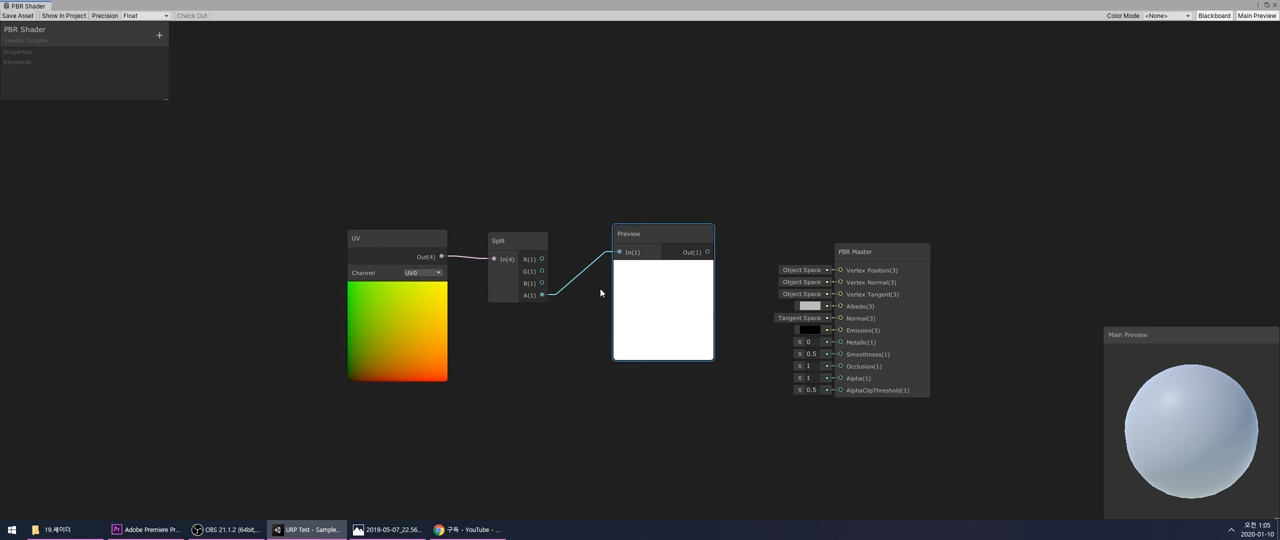 PBR Shader
Save Asset Show In Project Precision Float Check Out Color Mode <None> Blackboard Main Preview
PBR Shader
Shader Graphs
+
Properties
Keywords
UV
Out(4)
Channel UV0
Split
In(4) R(1)
G(1)
B(1)
A(1)
Preview
In(1) Out(1)
PBR Master
Object Space Vertex Position(3)
Object Space Vertex Normal(3)
Object Space Vertex Tangent(3)
Albedo(3)
Tangent Space Normal(3)
Emission(3)
X 0 Metallic(1)
X 0.5 Smoothness(1)
X 1 Occlusion(1)
X 1 Alpha(1)
X 0.5 AlphaClipThreshold(1)
Main Preview
19.셰이더 Adobe Premiere Pr... OBS 21.1.2 (64bit,... URP Test - Sample... 2019-05-07_22.56... 구독 - YouTube - ...
오전 1:05
2020-01-10